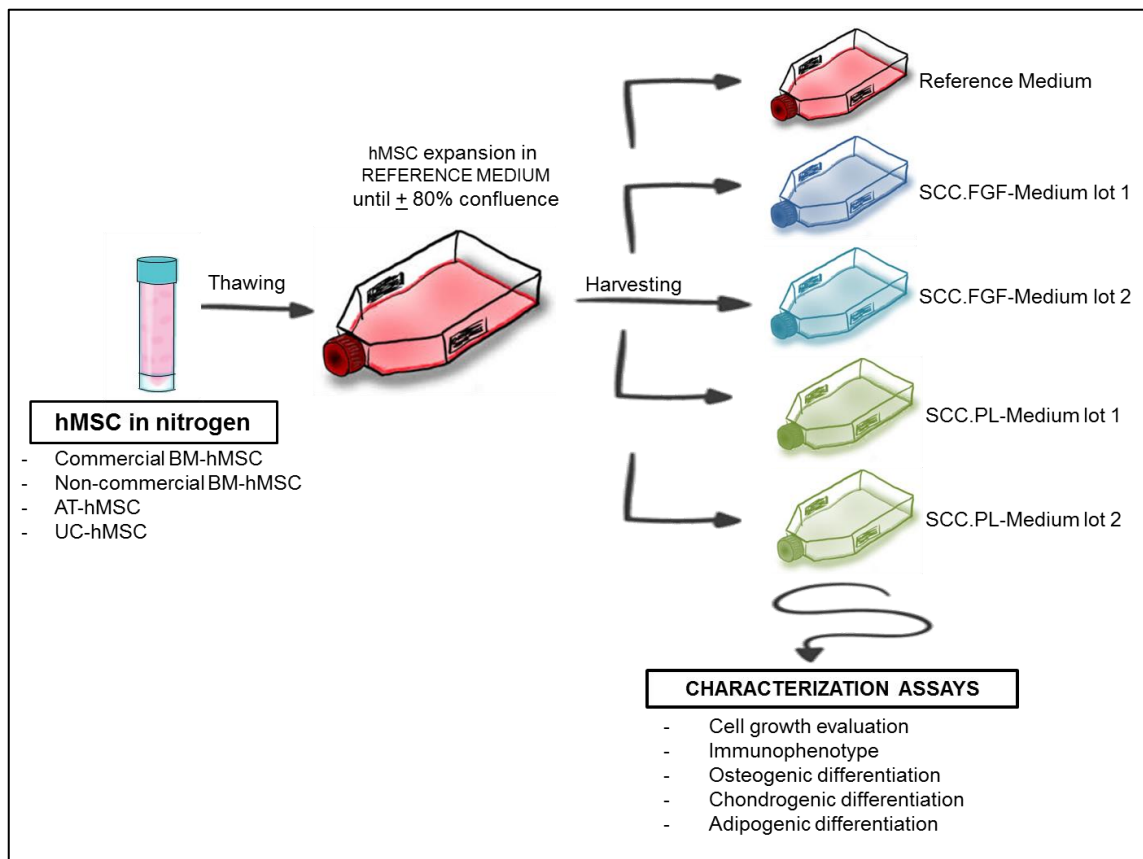 hMSC expansion in
REFERENCE MEDIUM
until ± 80% confluence
Thawing
Harvesting
Reference Medium
SCC.FGF-Medium lot 1
SCC.FGF-Medium lot 2
SCC.PL-Medium lot 1
SCC.PL-Medium lot 2
hMSC in nitrogen
- Commercial BM-hMSC
- Non-commercial BM-hMSC
- AT-hMSC
- UC-hMSC
CHARACTERIZATION ASSAYS
- Cell growth evaluation
- Immunophenotype
- Osteogenic differentiation
- Chondrogenic differentiation
- Adipogenic differentiation